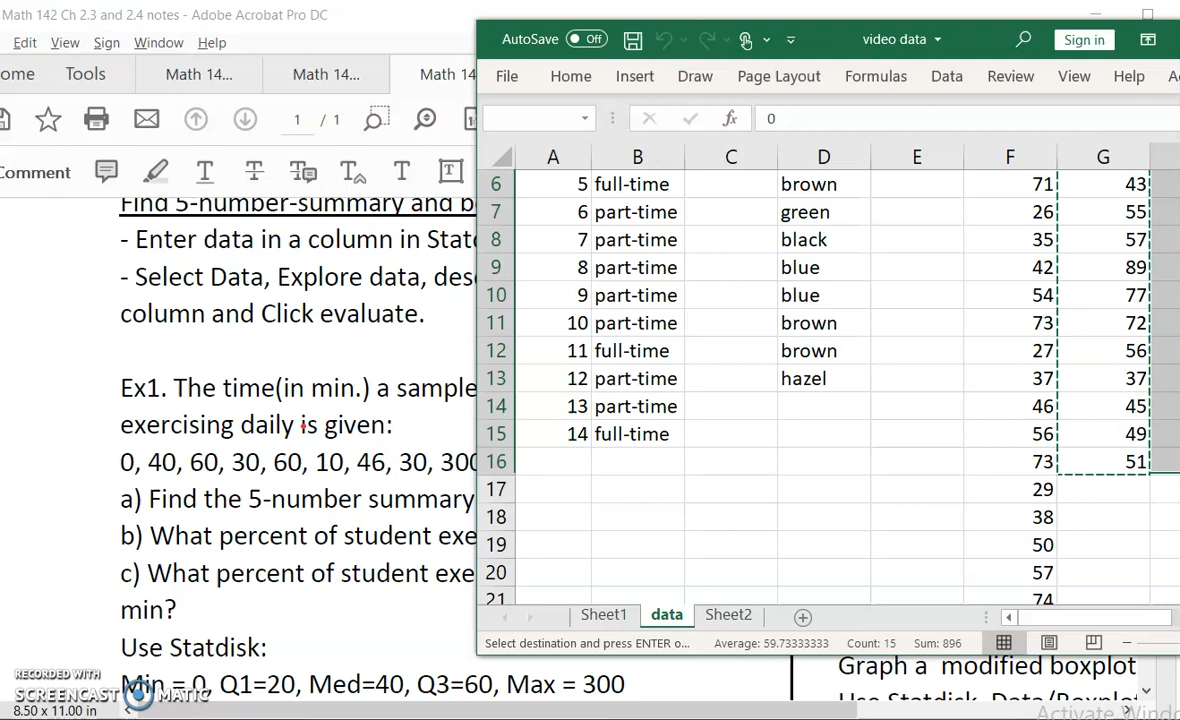 Math 142 Ch 2.3 and 2.4 notes - Adobe Acrobat Pro DC
Edit View Sign Window Help
ome Tools Math 14... Math 14... Math 14
1 / 1
Comment
Find 5-number-summary and b
- Enter data in a column in Stat
- Select Data, Explore data, des
column and Click evaluate.
Ex1. The time(in min.) a sample
exercising daily is given:
0, 40, 60, 30, 60, 10, 46, 30, 300
a) Find the 5-number summary
b) What percent of student exe
c) What percent of student exe
min?
Use Statdisk:
Min = 0, Q1=20, Med=40, Q3=60, Max = 300
RECORDED WITH
SCREENCAST MATIC
8.50 x 11.00 in
AutoSave Off video data Sign in
File Home Insert Draw Page Layout Formulas Data Review View Help A
fx 0
A B C D E F G
6 5 full-time brown 71 43
7 6 part-time green 26 55
8 7 part-time black 35 57
9 8 part-time blue 42 89
10 9 part-time blue 54 77
11 10 part-time brown 73 72
12 11 full-time brown 27 56
13 12 part-time hazel 37 37
14 13 part-time 46 45
15 14 full-time 56 49
16 73 51
17 29
18 38
19 50
20 57
21 74
Sheet1 data Sheet2
Select destination and press ENTER o... Average: 59.73333333 Count: 15 Sum: 896
Graph a modified boxplot
Use Statdisk, Data/Boxplot
Activate Windo